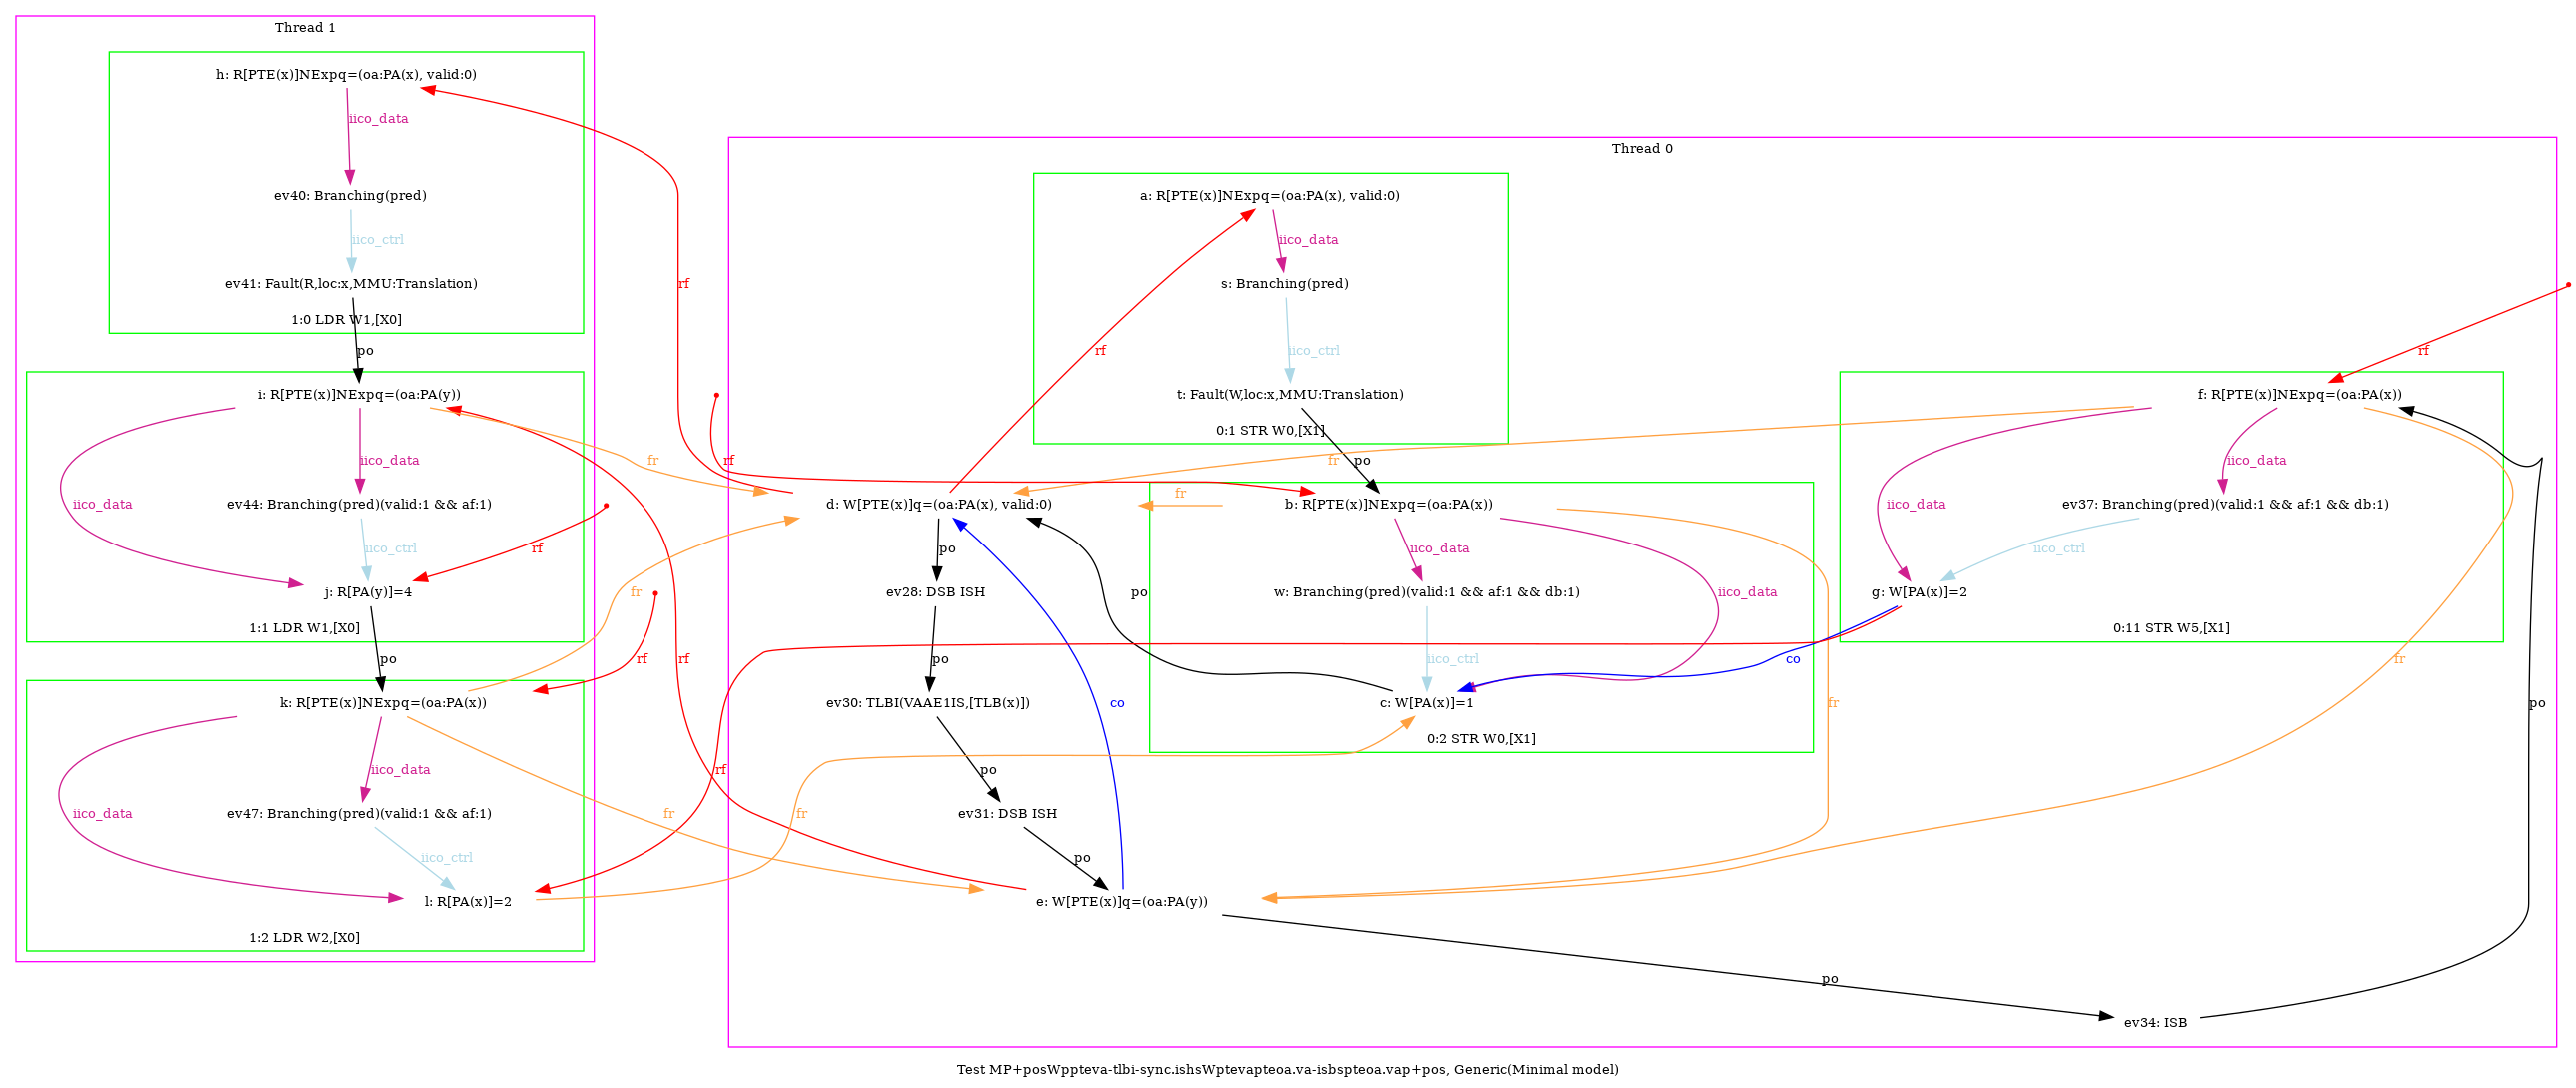 Thread 1
h: R[PTE(x)]NExpq=(oa:PA(x), valid:0)
iico_data
ev40: Branching(pred)
iico_ctrl
ev41: Fault(R,loc:x,MMU:Translation)
1:0 LDR W1,[X0]
po
i: R[PTE(x)]NExpq=(oa:PA(y))
iico_data
iico_data
ev44: Branching(pred)(valid:1 && af:1)
iico_ctrl
rf
j: R[PA(y)]=4
1:1 LDR W1,[X0]
po
k: R[PTE(x)]NExpq=(oa:PA(x))
iico_data
iico_data
ev47: Branching(pred)(valid:1 && af:1)
iico_ctrl
l: R[PA(x)]=2
1:2 LDR W2,[X0]
rf
fr
fr
rf
rf
fr
rf
rf
fr
Thread 0
a: R[PTE(x)]NExpq=(oa:PA(x), valid:0)
iico_data
s: Branching(pred)
iico_ctrl
t: Fault(W,loc:x,MMU:Translation)
0:1 STR W0,[X1]
rf
po
fr
fr
d: W[PTE(x)]q=(oa:PA(x), valid:0)
po
ev28: DSB ISH
po
ev30: TLBI(VAAE1IS,[TLB(x)])
po
ev31: DSB ISH
po
e: W[PTE(x)]q=(oa:PA(y))
co
po
b: R[PTE(x)]NExpq=(oa:PA(x))
iico_data
iico_data
w: Branching(pred)(valid:1 && af:1 && db:1)
iico_ctrl
c: W[PA(x)]=1
0:2 STR W0,[X1]
co
fr
rf
f: R[PTE(x)]NExpq=(oa:PA(x))
iico_data
iico_data
ev37: Branching(pred)(valid:1 && af:1 && db:1)
iico_ctrl
g: W[PA(x)]=2
0:11 STR W5,[X1]
fr
po
po
ev34: ISB
Test MP+posWppteva-tlbi-sync.ishsWptevapteoa.va-isbspteoa.vap+pos, Generic(Minimal model)